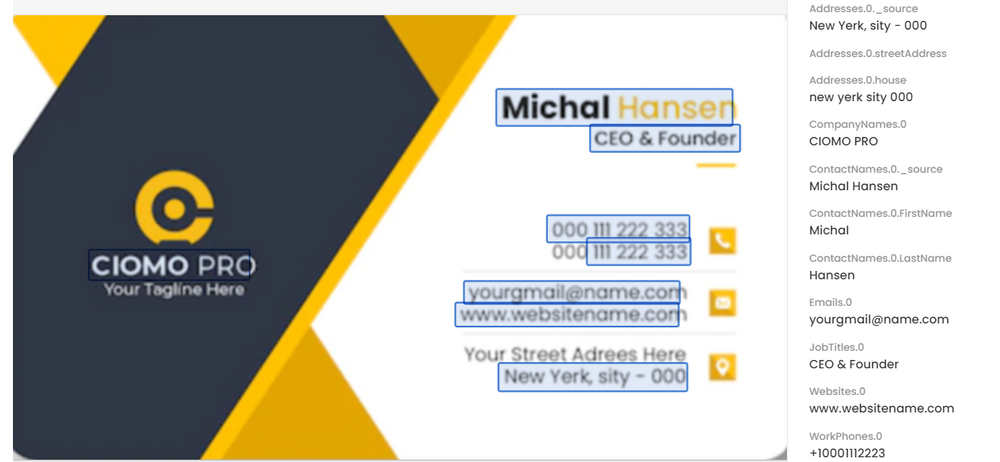 Michal Hansen
CEO & Founder
CIOMO PRO
Your Tagline Here
000 111 222 333
000 111 222 333
yourgmail@name.com
www.websitename.com
Your Street Adrees Here
New Yerk, sity - 000
Addresses.0._source
New Yerk, sity - 000
Addresses.0.streetAddress
Addresses.0.house
new yerk sity 000
CompanyNames.0
CIOMO PRO
ContactNames.0._source
Michal Hansen
ContactNames.0.FirstName
Michal
ContactNames.0.LastName
Hansen
Emails.0
yourgmail@name.com
JobTitles.0
CEO & Founder
Websites.0
www.websitename.com
WorkPhones.0
+10001112223